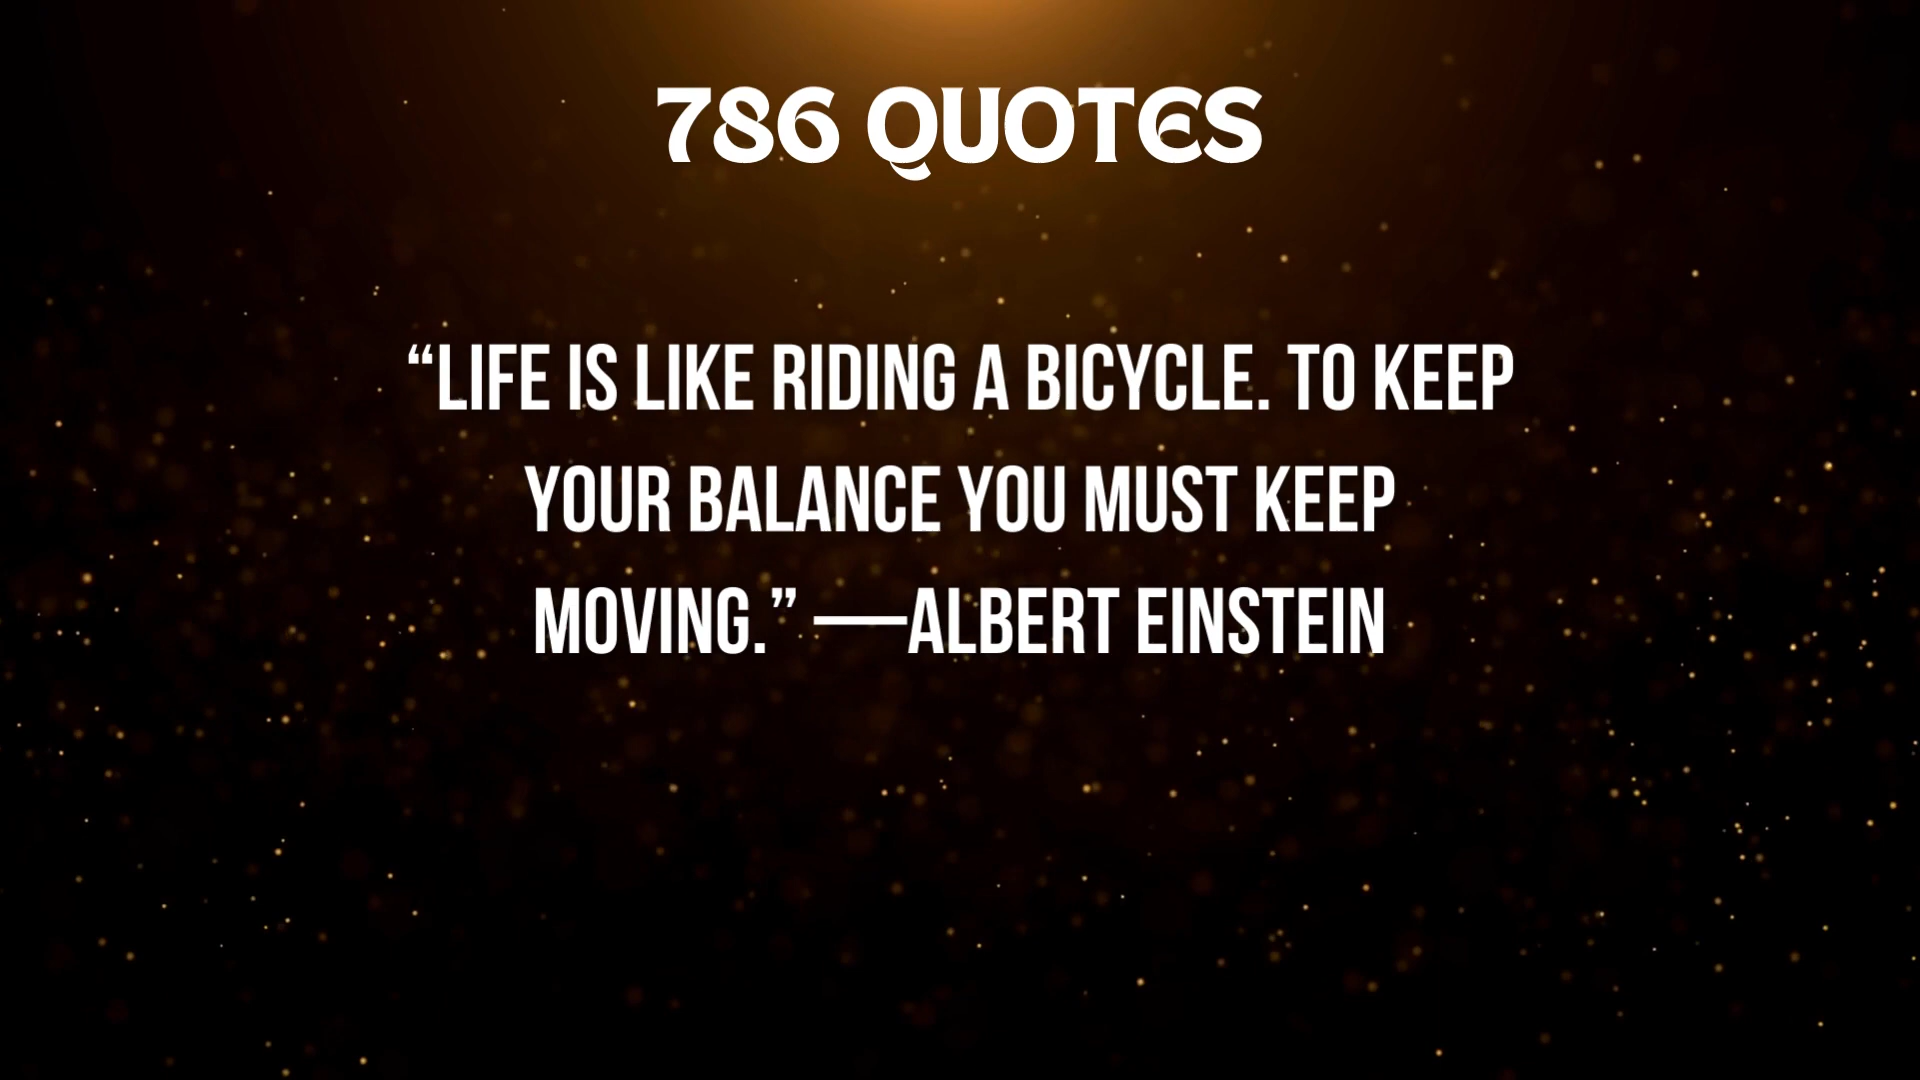 786 QUOTES
“LIFE IS LIKE RIDING A BICYCLE. TO KEEP
YOUR BALANCE YOU MUST KEEP
MOVING.” —ALBERT EINSTEIN